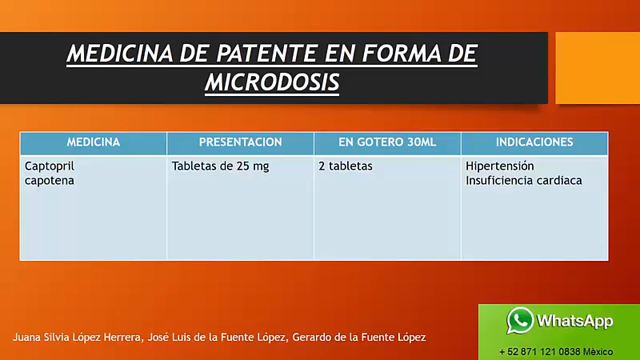 MEDICINA DE PATENTE EN FORMA DE
MICRODOSIS
MEDICINA PRESENTACION EN GOTERO 30ML INDICACIONES
Captopril Tabletas de 25 mg 2 tabletas Hipertensión
capotena Insuficiencia cardiaca
Juana Silvia López Herrera, José Luis de la Fuente López, Gerardo de la Fuente López
WhatsApp
+ 52 871 121 0838 Mèxico